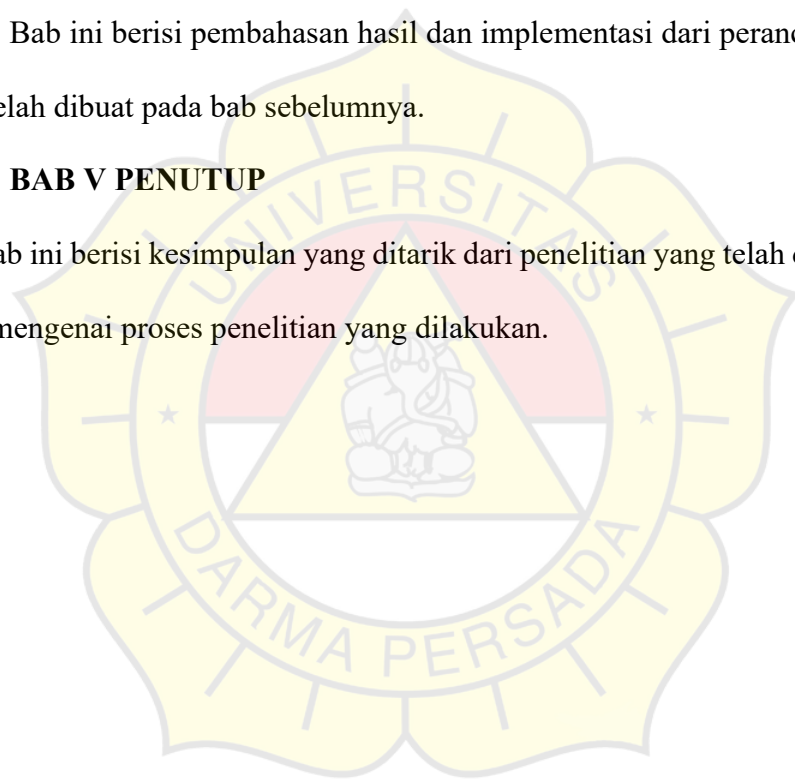 Bab ini berisi pembahasan hasil dan implementasi dari
elah dibuat pada bab sebelumnya.
BAB V PENUTUP
ab ini berisi kesimpulan yang ditarik dari penelitian yang telah
mengenai proses penelitian yang dilakukan.
UNIVERSITAS
DARMA PERSADA